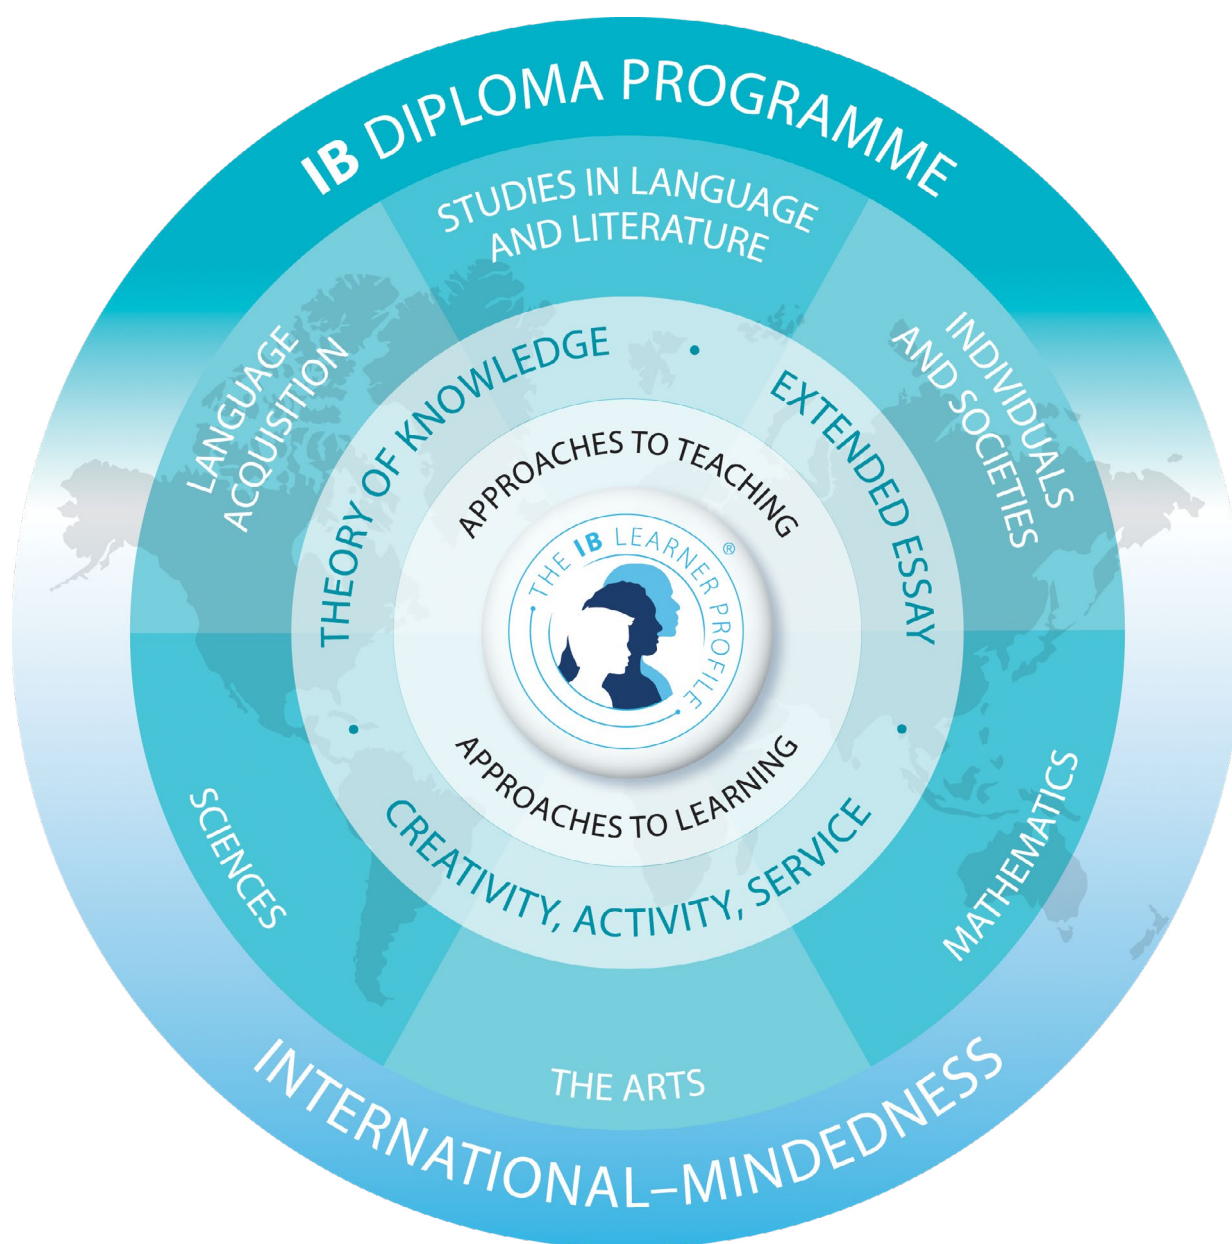 IB DIPLOMA PROGRAMME
STUDIES IN LANGUAGE
AND LITERATURE
LANGUAGE
ACQUISITION
INDIVIDUALS
AND SOCIETIES
THEORY OF KNOWLEDGE
•
EXTENDED ESSAY
•
APPROACHES TO TEACHING
THE IB LEARNER PROFILE
®
APPROACHES TO LEARNING
•
CREATIVITY, ACTIVITY, SERVICE
SCIENCES
MATHEMATICS
THE ARTS
INTERNATIONAL–MINDEDNESS